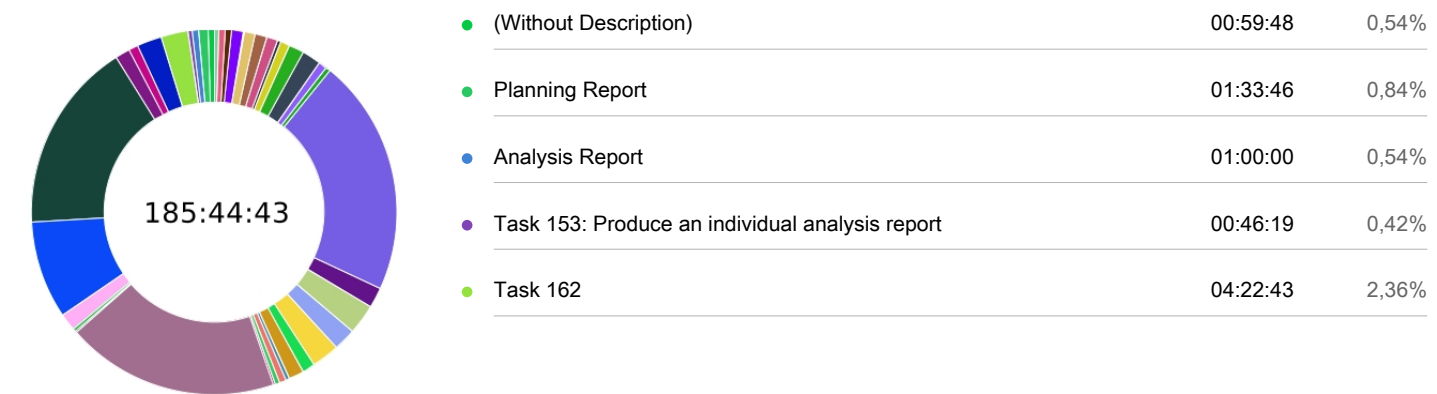 185:44:43
(Without Description) 00:59:48 0,54%
Planning Report 01:33:46 0,84%
Analysis Report 01:00:00 0,54%
Task 153: Produce an individual analysis report 00:46:19 0,42%
Task 162 04:22:43 2,36%